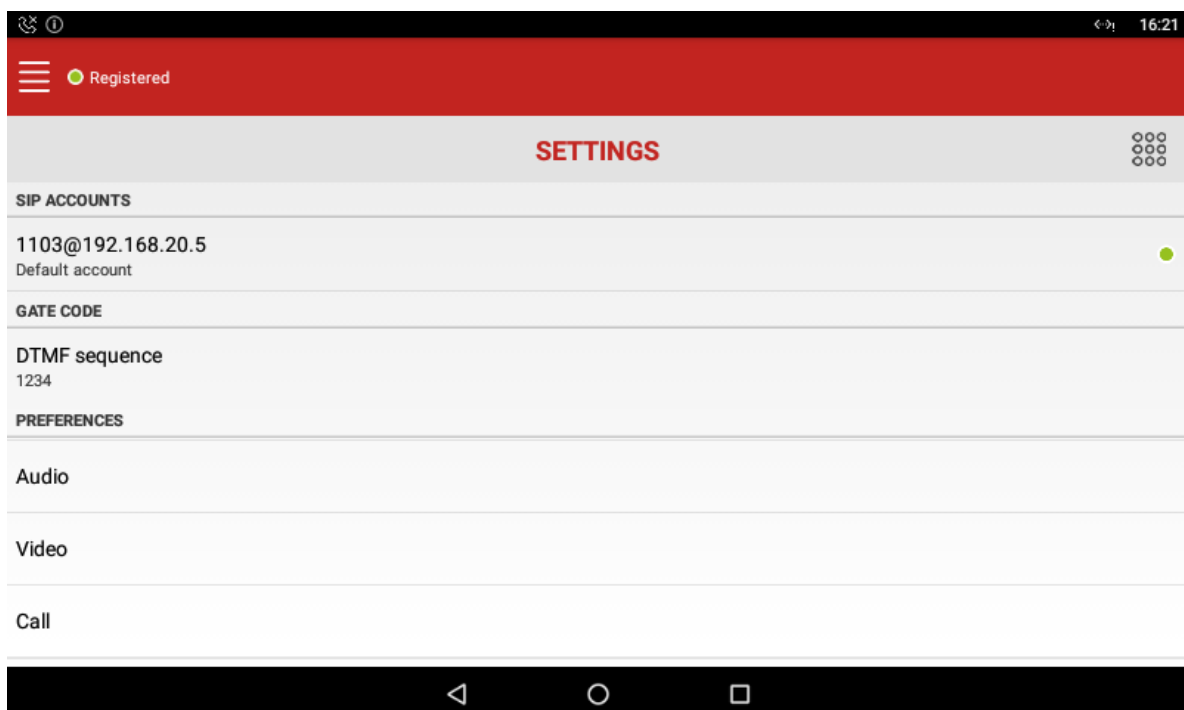 16:21
Registered
SETTINGS
SIP ACCOUNTS
1103@192.168.20.5
Default account
GATE CODE
DTMF sequence
1234
PREFERENCES
Audio
Video
Call